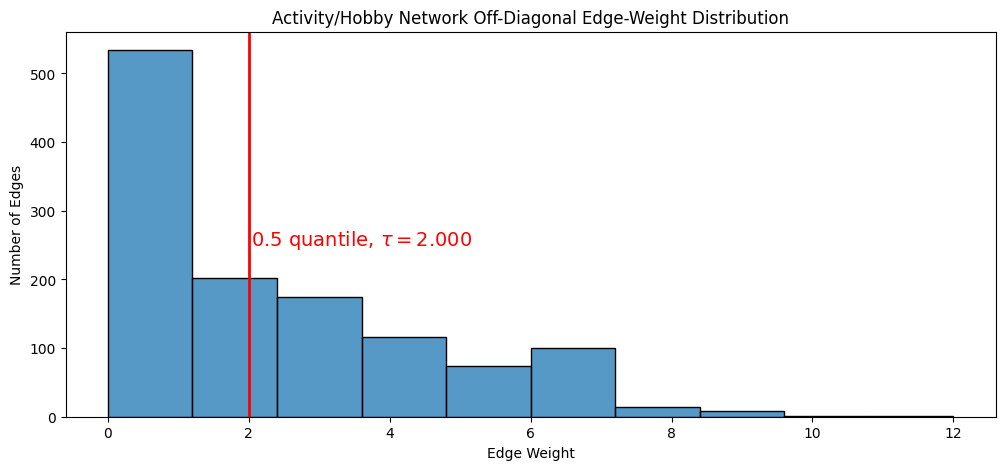 Activity/Hobby Network Off-Diagonal Edge-Weight Distribution
Number of Edges
500
400
300
200
100
0
0.5 quantile, τ = 2.000
0 2 4 6 8 10 12
Edge Weight